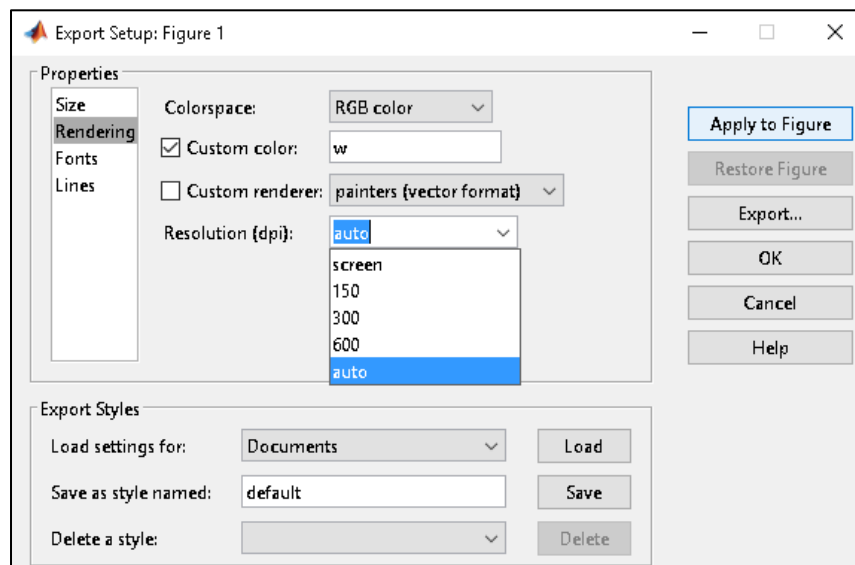 Export Setup: Figure 1
Properties
Size
Rendering
Fonts
Lines
Colorspace: RGB color
Custom color: w
Custom renderer: painters (vector format)
Resolution (dpi): auto
screen
150
300
600
auto
Apply to Figure
Restore Figure
Export...
OK
Cancel
Help
Export Styles
Load settings for: Documents Load
Save as style named: default Save
Delete a style: Delete